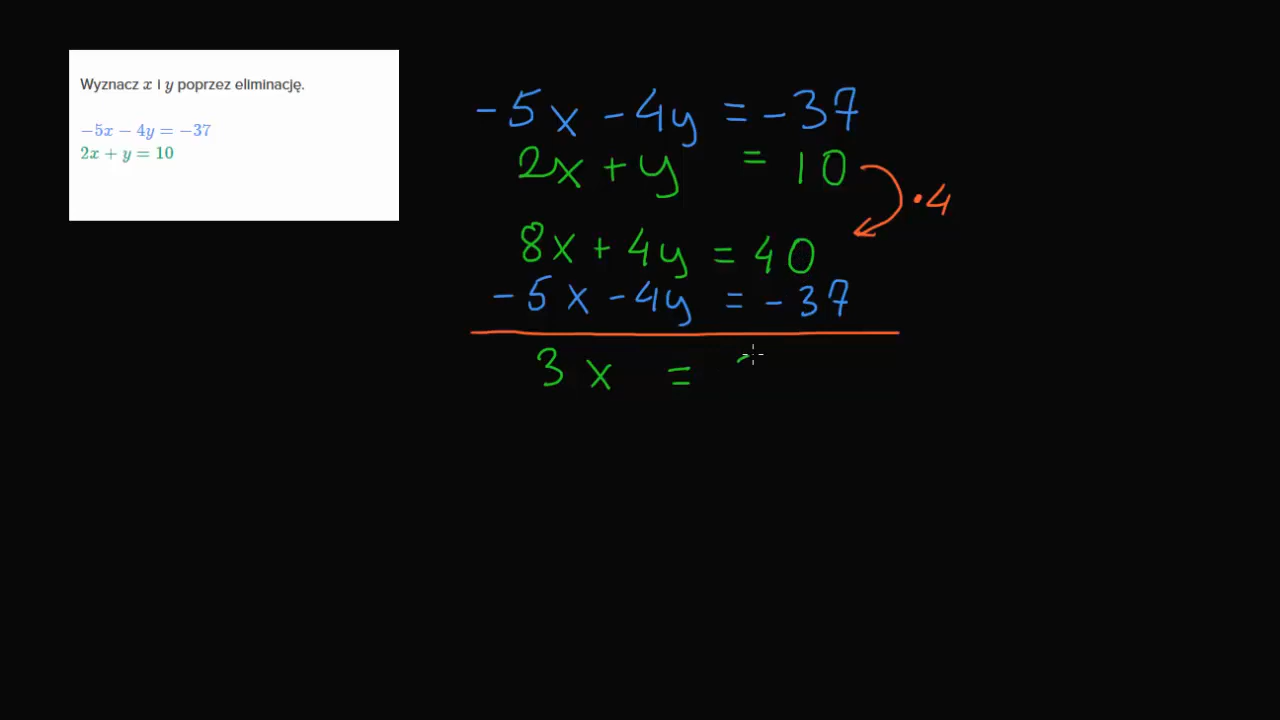 Wyznacz x i y poprzez eliminację.
−5x − 4y = −37
2x + y = 10
-5x -4y = -37
2x + y = 10
•4
8x + 4y = 40
-5x -4y = -37
3x =